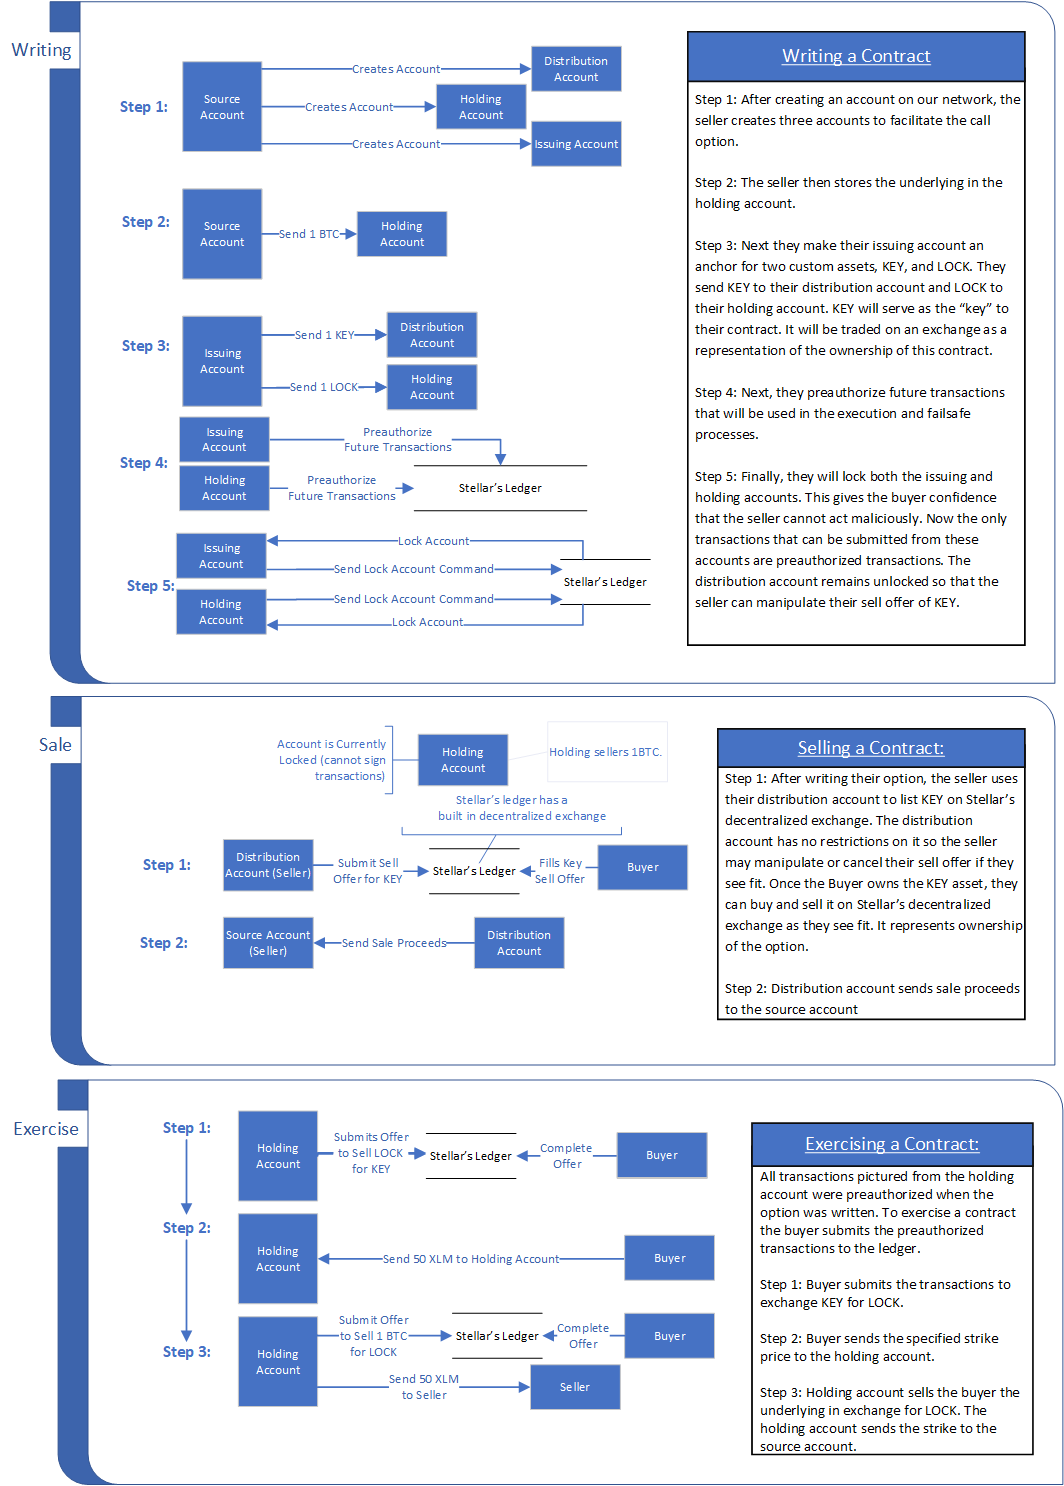 Writing
Step 1:
Source
Account
Creates Account
Distribution
Account
Creates Account
Holding
Account
Creates Account
Issuing Account
Step 2:
Source
Account
Send 1 BTC
Holding
Account
Step 3:
Issuing
Account
Send 1 KEY
Distribution
Account
Send 1 LOCK
Holding
Account
Step 4:
Issuing
Account
Preauthorize
Future Transactions
Holding
Account
Preauthorize
Future Transactions
Stellar's Ledger
Step 5:
Issuing
Account
Lock Account
Send Lock Account Command
Stellar's Ledger
Holding
Account
Send Lock Account Command
Lock Account
Writing a Contract
Step 1: After creating an account on our network, the
seller creates three accounts to facilitate the call
option.
Step 2: The seller then stores the underlying in the
holding account.
Step 3: Next they make their issuing account an
anchor for two custom assets, KEY, and LOCK. They
send KEY to their distribution account and LOCK to
their holding account. KEY will serve as the “key” to
their contract. It will be traded on an exchange as a
representation of the ownership of this contract.
Step 4: Next, they preauthorize future transactions
that will be used in the execution and failsafe
processes.
Step 5: Finally, they will lock both the issuing and
holding accounts. This gives the buyer confidence
that the seller cannot act maliciously. Now the only
transactions that can be submitted from these
accounts are preauthorized transactions. The
distribution account remains unlocked so that the
seller can manipulate their sell offer of KEY.
Sale
Account is Currently
Locked (cannot sign
transactions)
Holding
Account
Holding sellers 1BTC.
Stellar's ledger has a
built in decentralized exchange
Step 1:
Distribution
Account (Seller)
Submit Sell
Offer for KEY
Stellar's Ledger
Fills Key
Sell Offer
Buyer
Step 2:
Source Account
(Seller)
Send Sale Proceeds
Distribution
Account
Selling a Contract:
Step 1: After writing their option, the seller uses
their distribution account to list KEY on Stellar's
decentralized exchange. The distribution
account has no restrictions on it so the seller
may manipulate or cancel their sell offer if they
see fit. Once the Buyer owns the KEY asset, they
can buy and sell it on Stellar's decentralized
exchange as they see fit. It represents ownership
of the option.
Step 2: Distribution account sends sale proceeds
to the source account
Exercise
Step 1:
Holding
Account
Submits Offer
to Sell LOCK
for KEY
Stellar's Ledger
Complete
Offer
Buyer
Step 2:
Holding
Account
Send 50 XLM to Holding Account
Buyer
Step 3:
Holding
Account
Submit Offer
to Sell 1 BTC
for LOCK
Stellar's Ledger
Complete
Offer
Buyer
Send 50 XLM
to Seller
Seller
Exercising a Contract:
All transactions pictured from the holding
account were preauthorized when the
option was written. To exercise a contract
the buyer submits the preauthorized
transactions to the ledger.
Step 1: Buyer submits the transactions to
exchange KEY for LOCK.
Step 2: Buyer sends the specified strike
price to the holding account.
Step 3: Holding account sells the buyer the
underlying in exchange for LOCK. The
holding account sends the strike to the
source account.